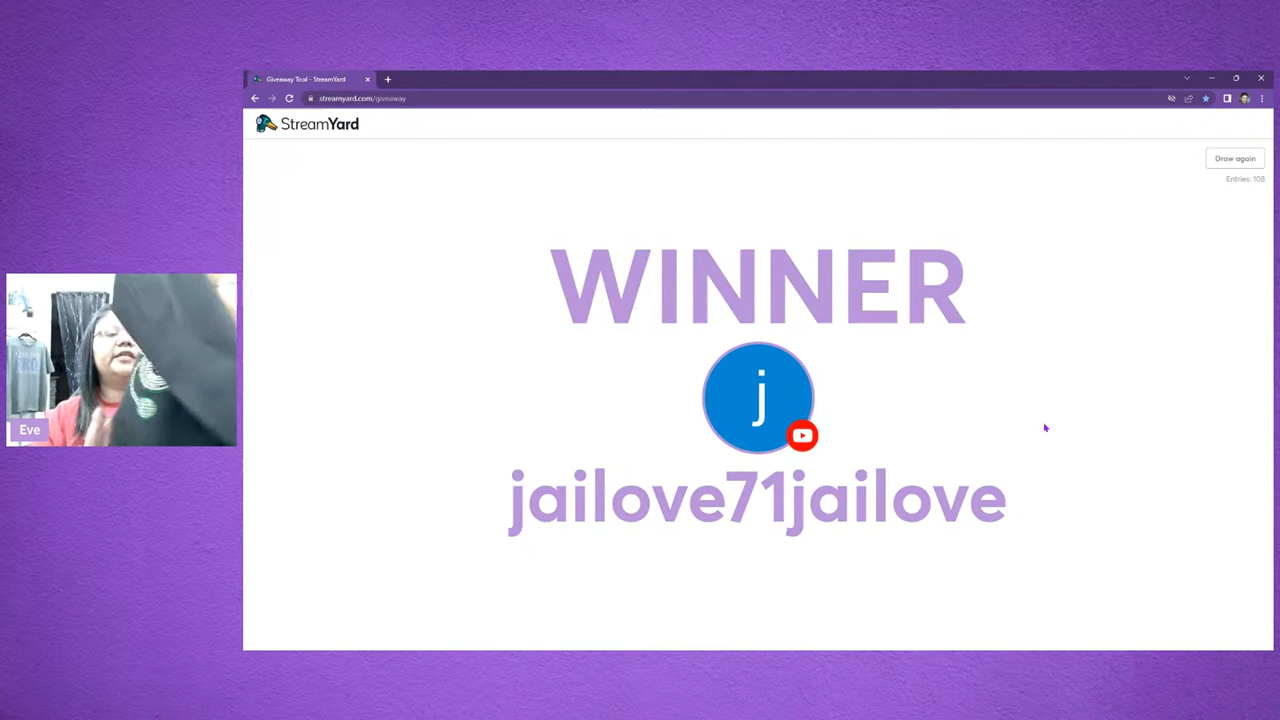 Giveaway Tool - StreamYard
streamyard.com/giveaway
StreamYard
Draw again
Entries: 108
WINNER
j
jailove71jailove
Eve